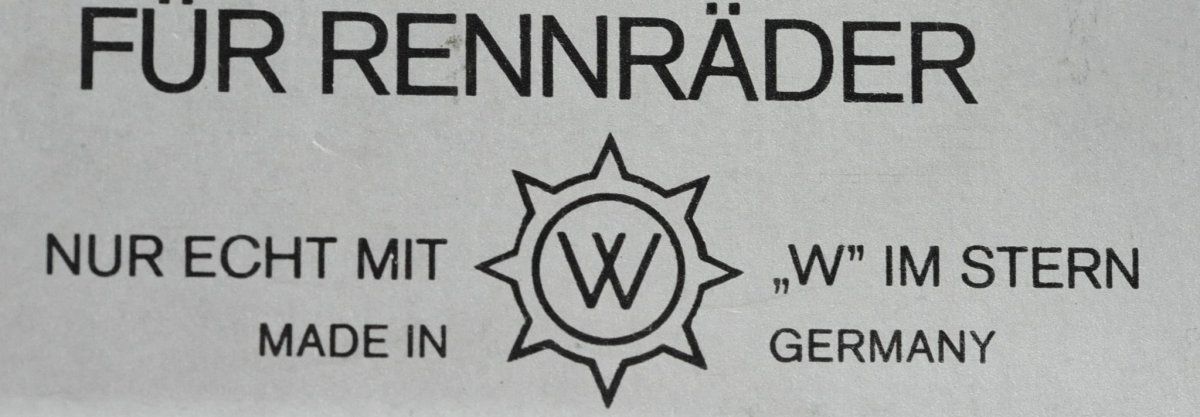 FÜR RENNRÄDER
NUR ECHT MIT W „W” IM STERN
MADE IN GERMANY